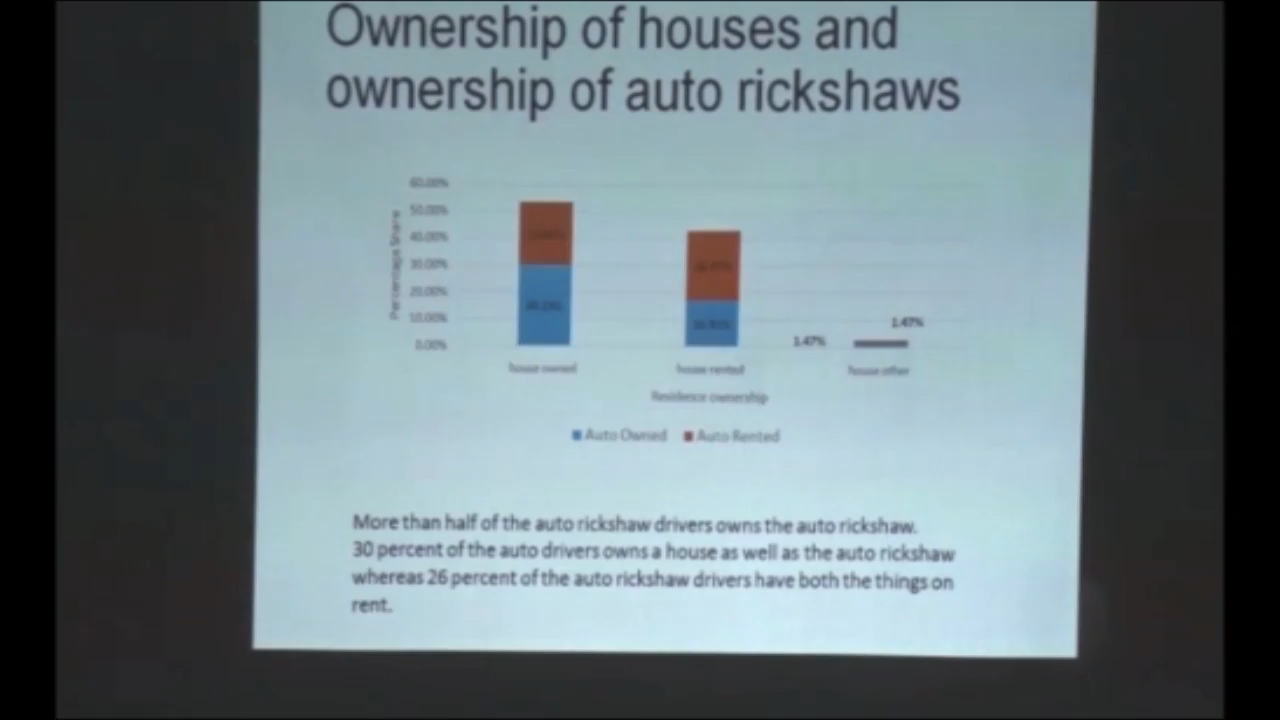 Ownership of houses and
ownership of auto rickshaws
60.00%
50.00%
40.00%
30.00%
20.00%
10.00%
0.00%
Percentage Share
1.47%
1.47%
house owned
house rented
house other
Residence ownership
Auto Owned
Auto Rented
More than half of the auto rickshaw drivers owns the auto rickshaw.
30 percent of the auto drivers owns a house as well as the auto rickshaw
whereas 26 percent of the auto rickshaw drivers have both the things on
rent.